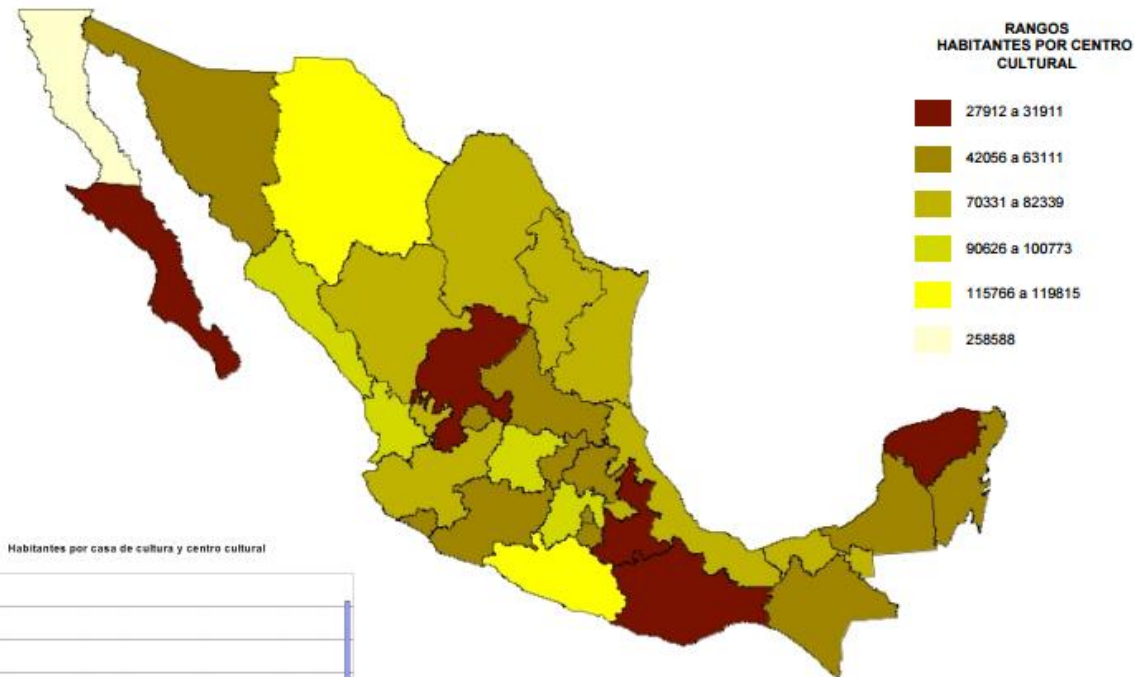 RANGOS
HABITANTES POR CENTRO
CULTURAL
27912 a 31911
42056 a 63111
70331 a 82339
90626 a 100773
115766 a 119815
258588
Habitantes por casa de cultura y centro cultural